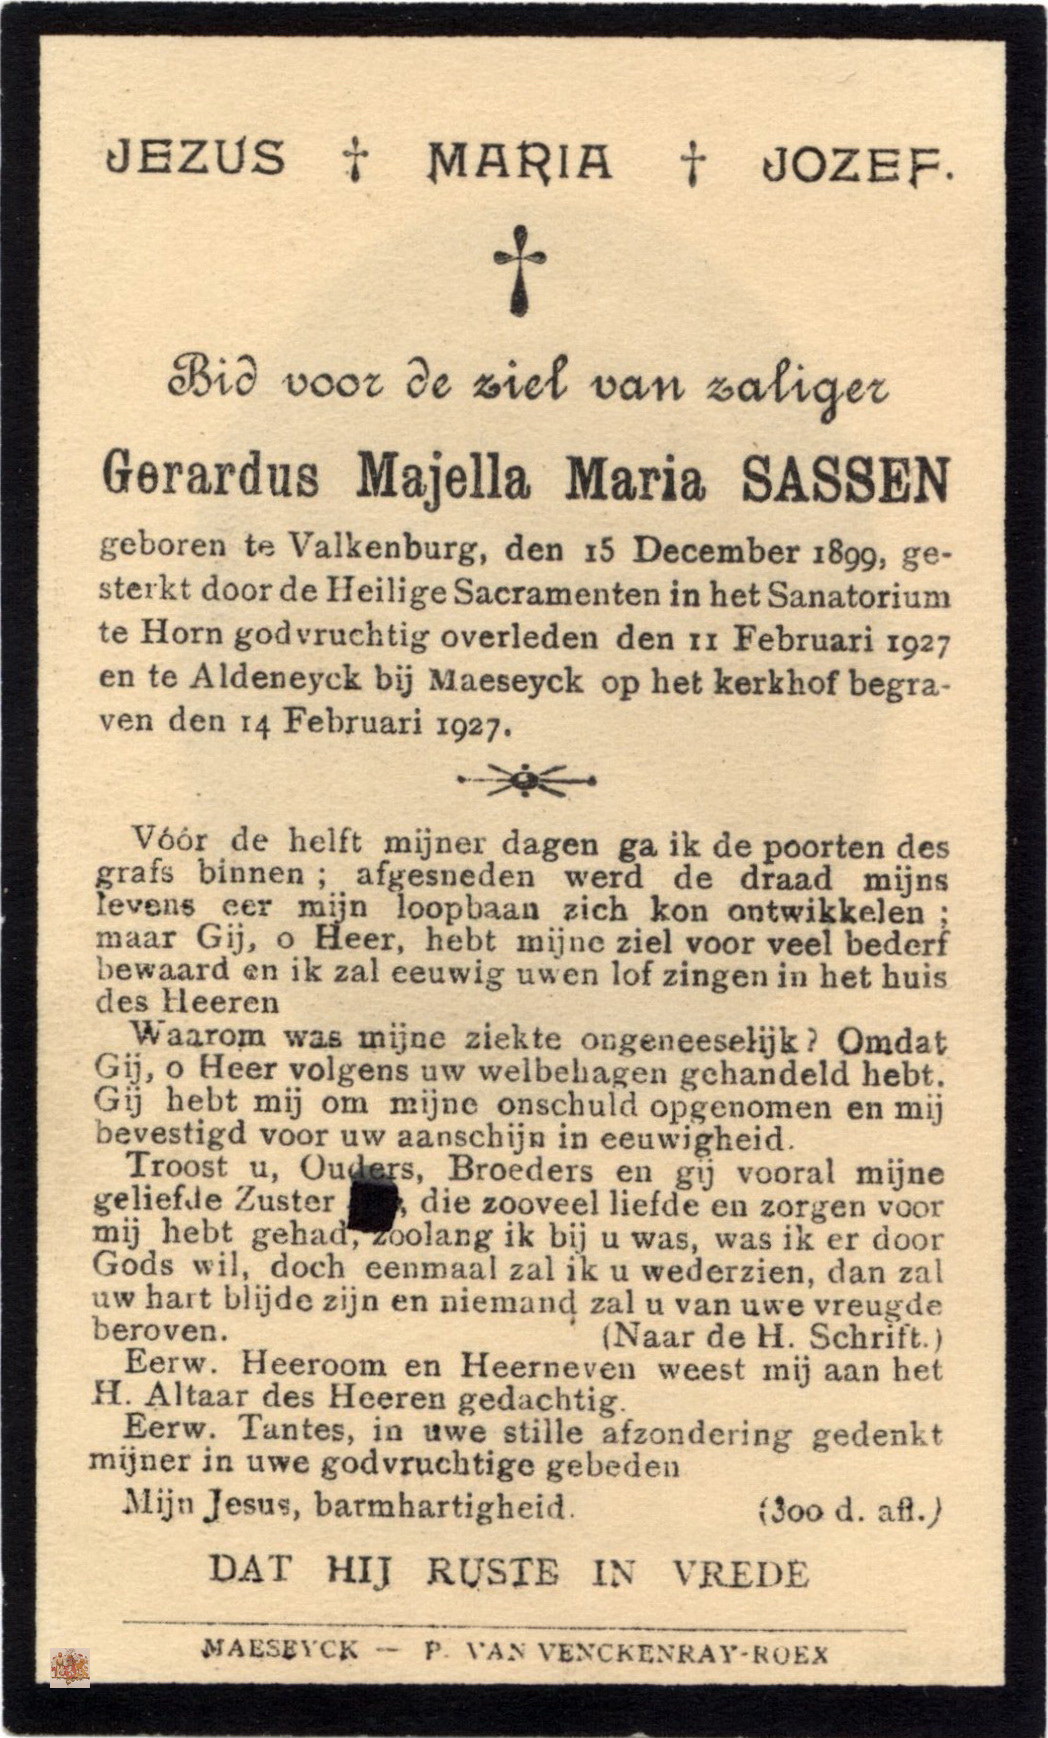 JEZUS † MARIA † JOZEF.
Bid voor de ziel van zaliger
Gerardus Majella Maria SASSEN
geboren te Valkenburg, den 15 December 1899, ge-
sterkt door de Heilige Sacramenten in het Sanatorium
te Horn godvruchtig overleden den 11 Februari 1927
en te Aldeneyck bij Maeseyck op het kerkhof begra-
ven den 14 Februari 1927.
Vóór de helft mijner dagen ga ik de poorten des
grafs binnen ; afgesneden werd de draad mijns
levens eer mijn loopbaan zich kon ontwikkelen ;
maar Gij, o Heer, hebt mijne ziel voor veel bederf
bewaard en ik zal eeuwig uwen lof zingen in het huis
des Heeren
Waarom was mijne ziekte ongeneeselijk? Omdat
Gij, o Heer volgens uw welbehagen gehandeld hebt.
Gij hebt mij om mijne onschuld opgenomen en mij
bevestigd voor uw aanschijn in eeuwigheid.
Troost u, Ouders, Broeders en gij vooral mijne
geliefde Zuster , die zooveel liefde en zorgen voor
mij hebt gehad, zoolang ik bij u was, was ik er door
Gods wil, doch eenmaal zal ik u wederzien, dan zal
uw hart blijde zijn en niemand zal u van uwe vreugde
beroven. (Naar de H. Schrift.)
Eerw. Heeroom en Heerneven weest mij aan het
H. Altaar des Heeren gedachtig.
Eerw. Tantes, in uwe stille afzondering gedenkt
mijner in uwe godvruchtige gebeden
Mijn Jesus, barmhartigheid. (300 d. afl.)
DAT HIJ RUSTE IN VREDE
MAESEYCK — P. VAN VENCKENRAY-ROEX